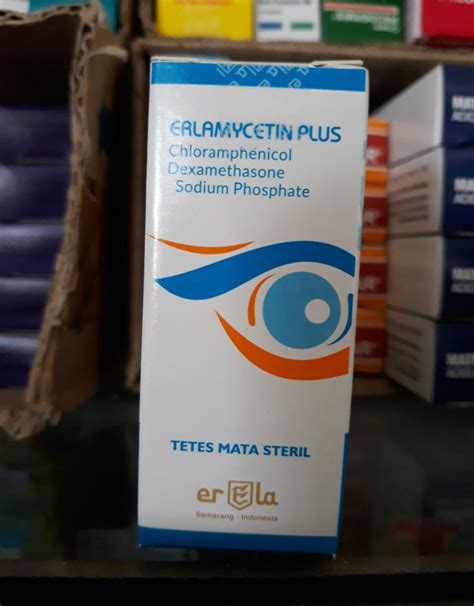 ERLAMYCETIN PLUS
Chloramphenicol
Dexamethasone
Sodium Phosphate
TETES MATA STERIL
erela
Semarang - Indonesia